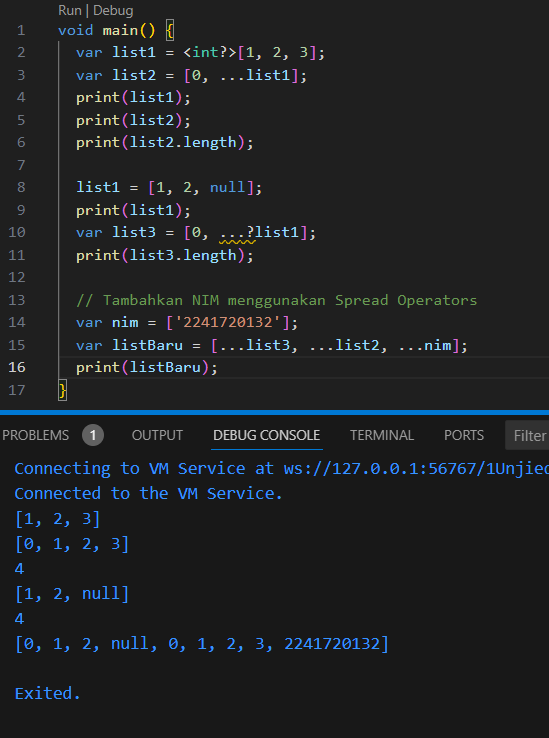 Run | Debug
1 void main() {
2   var list1 = <int?>[1, 2, 3];
3   var list2 = [0, ...list1];
4   print(list1);
5   print(list2);
6   print(list2.length);
7
8   list1 = [1, 2, null];
9   print(list1);
10   var list3 = [0, ...?list1];
11   print(list3.length);
12
13   // Tambahkan NIM menggunakan Spread Operators
14   var nim = ['2241720132'];
15   var listBaru = [...list3, ...list2, ...nim];
16   print(listBaru);
17 }
PROBLEMS 1 OUTPUT DEBUG CONSOLE TERMINAL PORTS Filter
Connecting to VM Service at ws://127.0.0.1:56767/1Unjied
Connected to the VM Service.
[1, 2, 3]
[0, 1, 2, 3]
4
[1, 2, null]
4
[0, 1, 2, null, 0, 1, 2, 3, 2241720132]
Exited.